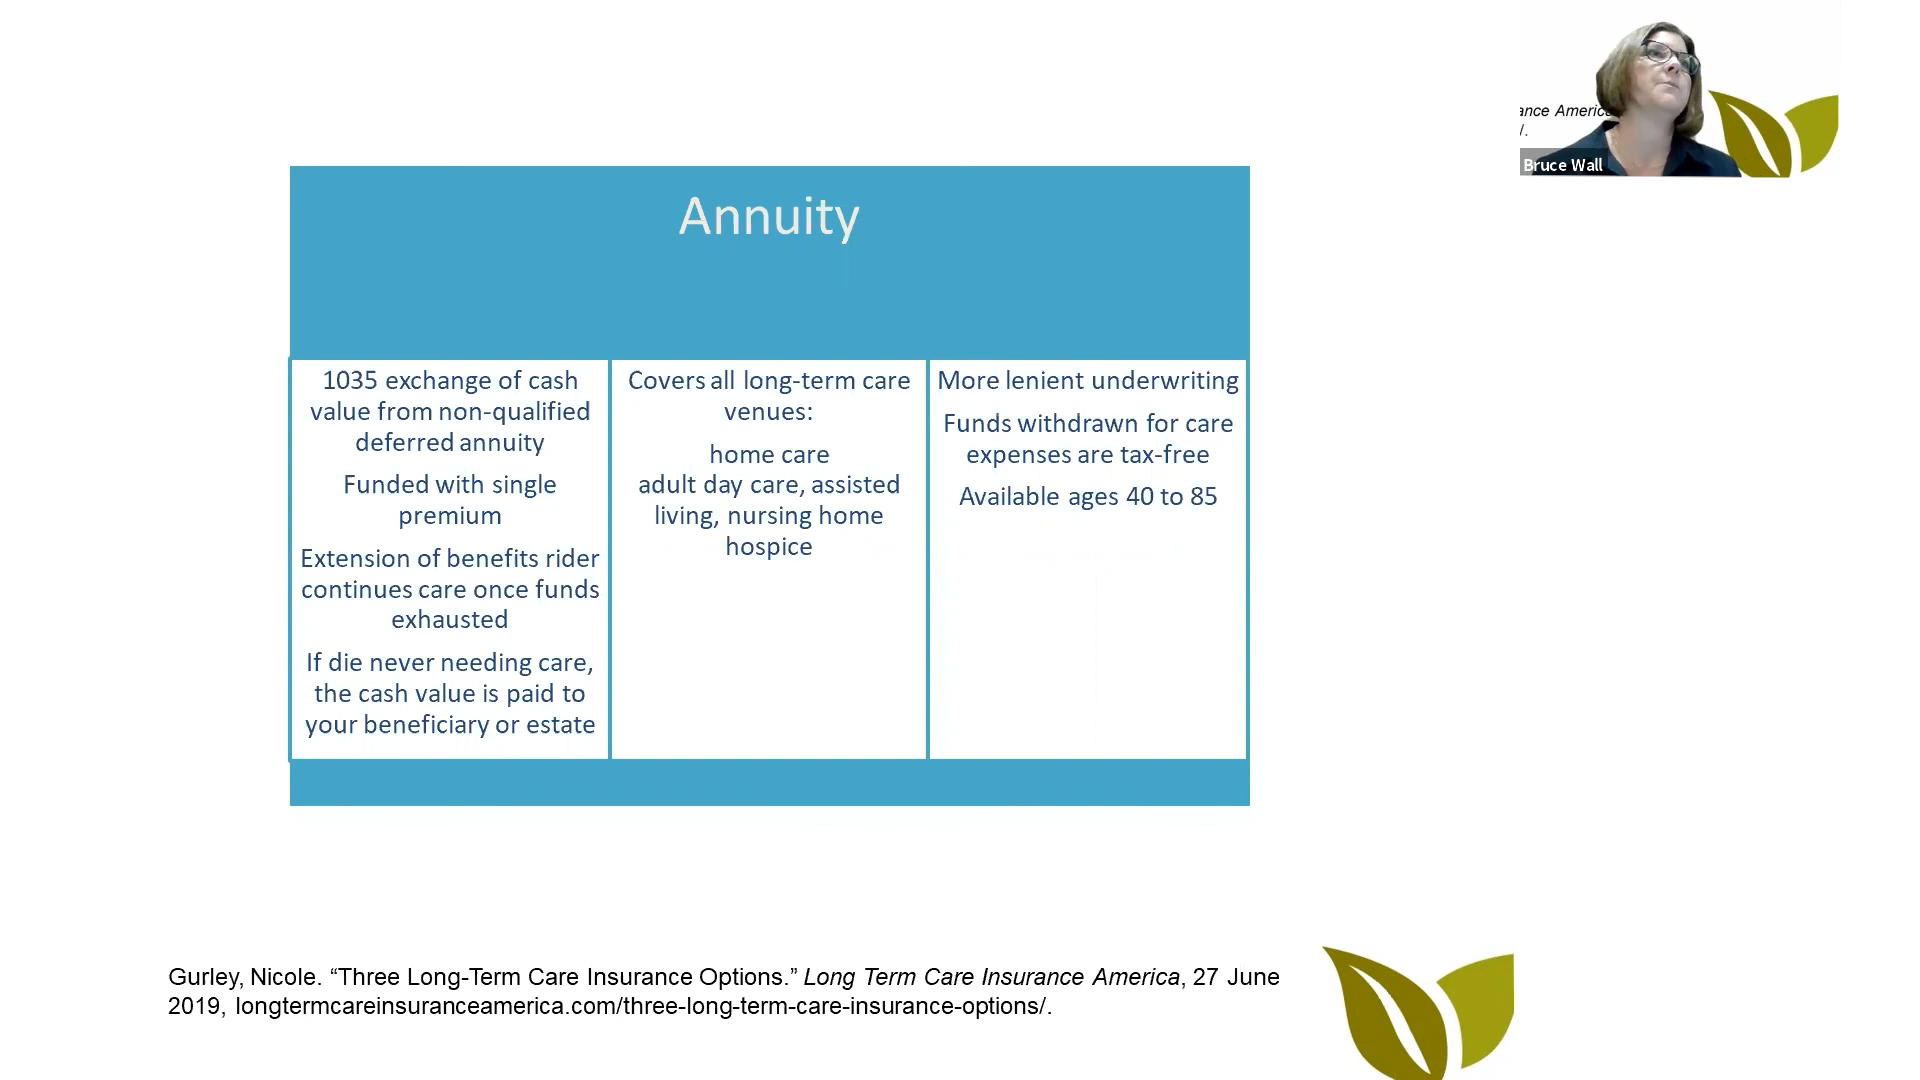 Annuity
1035 exchange of cash
value from non-qualified
deferred annuity
Funded with single
premium
Extension of benefits rider
continues care once funds
exhausted
If die never needing care,
the cash value is paid to
your beneficiary or estate
Covers all long-term care
venues:
home care
adult day care, assisted
living, nursing home
hospice
More lenient underwriting
Funds withdrawn for care
expenses are tax-free
Available ages 40 to 85
ance Americ
/.
Bruce Wall
Gurley, Nicole. “Three Long-Term Care Insurance Options.” Long Term Care Insurance America, 27 June
2019, longtermcareinsuranceamerica.com/three-long-term-care-insurance-options/.